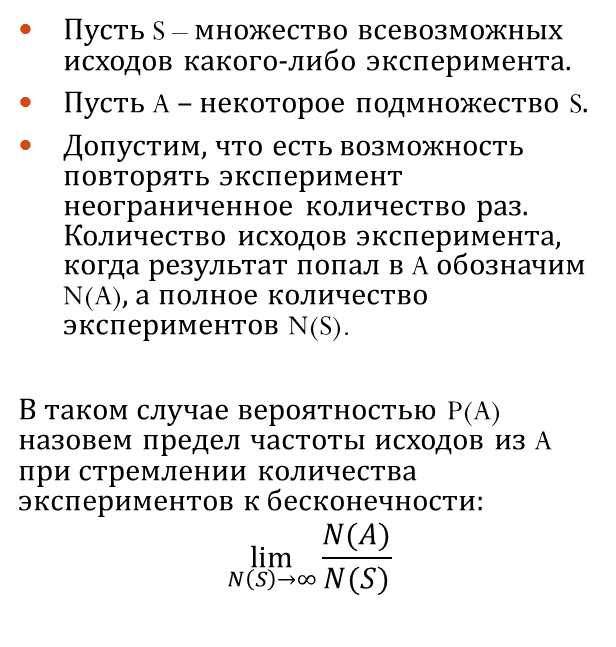 • Пусть S – множество всевозможных
исходов какого-либо эксперимента.
• Пусть A – некоторое подмножество S.
• Допустим, что есть возможность
повторять эксперимент
неограниченное количество раз.
Количество исходов эксперимента,
когда результат попал в A обозначим
N(A), а полное количество
экспериментов N(S).
В таком случае вероятностью P(A)
назовем предел частоты исходов из A
при стремлении количества
экспериментов к бесконечности:
N(A)
lim
N(S)→∞ N(S)